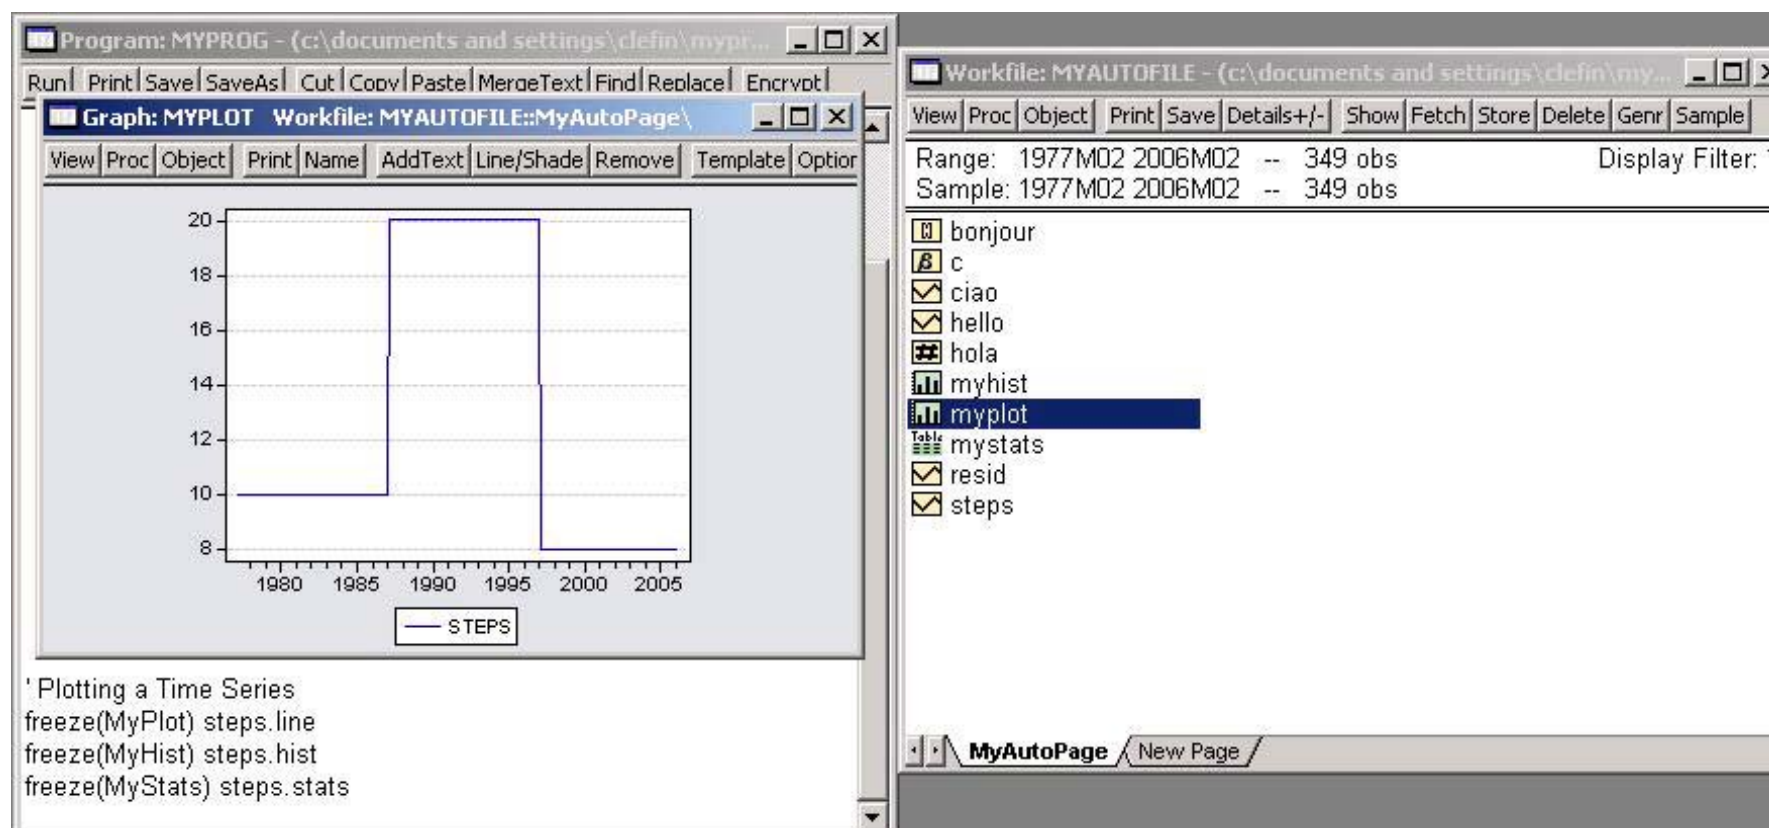 Program: MYPROG - (c:\documents and settings\clefin\mypr...
Run Print Save SaveAs Cut Copy Paste MergeText Find Replace Encrypt
Graph: MYPLOT Workfile: MYAUTOFILE::MyAutoPage\
View Proc Object Print Name AddText Line/Shade Remove Template Option
20
18
16
14
12
10
8
1980 1985 1990 1995 2000 2005
STEPS
' Plotting a Time Series
freeze(MyPlot) steps.line
freeze(MyHist) steps.hist
freeze(MyStats) steps.stats
Workfile: MYAUTOFILE - (c:\documents and settings\clefin\my...
View Proc Object Print Save Details+/- Show Fetch Store Delete Genr Sample
Range: 1977M02 2006M02 -- 349 obs Display Filter:
Sample: 1977M02 2006M02 -- 349 obs
bonjour
β c
ciao
hello
# hola
myhist
myplot
Table mystats
resid
steps
MyAutoPage New Page